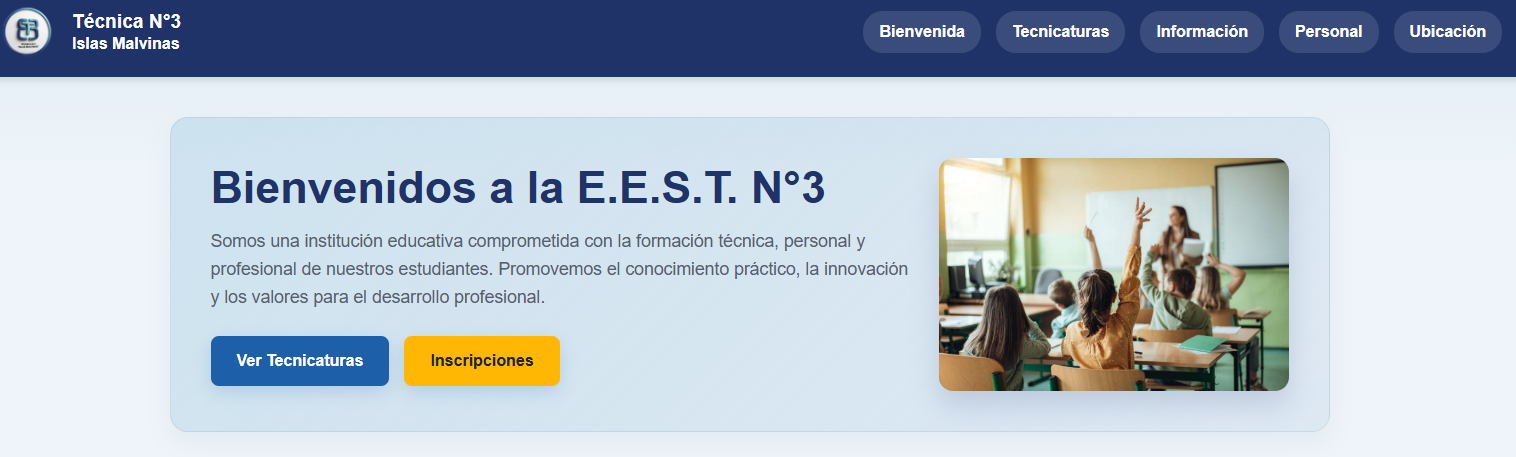 Técnica N°3
Islas Malvinas
Bienvenida
Tecnicaturas
Información
Personal
Ubicación
Bienvenidos a la E.E.S.T. N°3
Somos una institución educativa comprometida con la formación técnica, personal y
profesional de nuestros estudiantes. Promovemos el conocimiento práctico, la innovación
y los valores para el desarrollo profesional.
Ver Tecnicaturas
Inscripciones